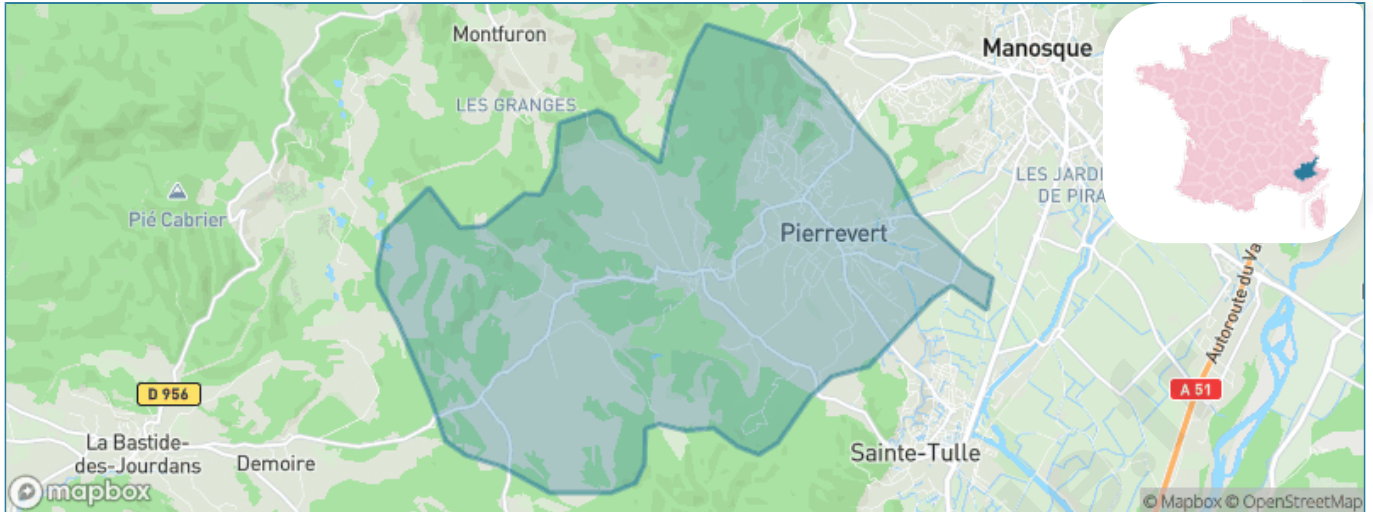 Montfuron
Manosque
LES GRANGES
LES JARDI
DE PIRA
Pié Cabrier
Pierrevert
Autoroute du Va
D 956
A 51
La Bastide-
des-Jourdans
Demoire
Sainte-Tulle
mapbox
© Mapbox © OpenStreetMap